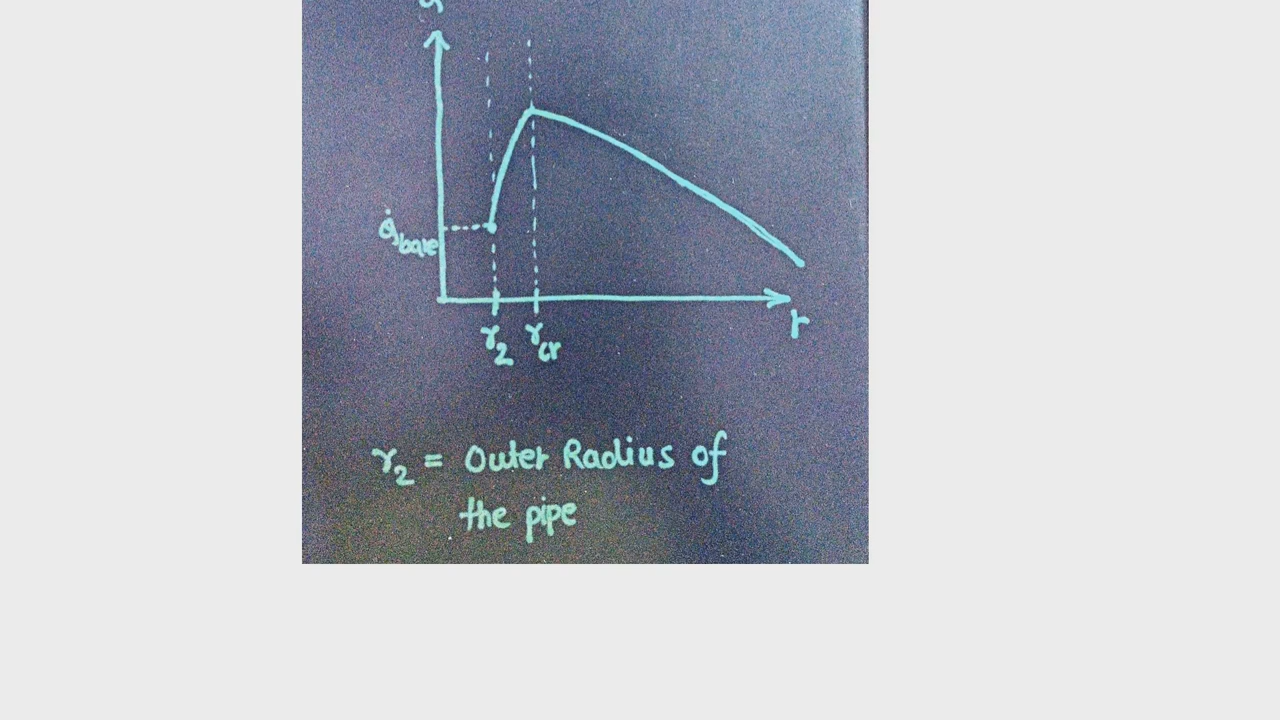 q̇bare
r2 rcr
r
r2 = Outer Radius of
the pipe